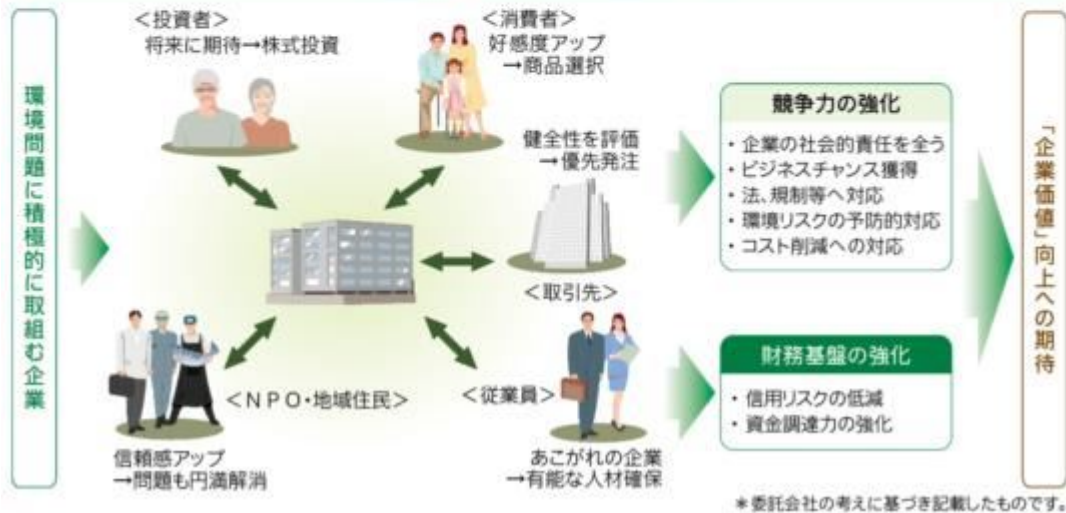 環境問題に積極的に取組む企業
＜投資者＞
将来に期待→株式投資
＜消費者＞
好感度アップ
→商品選択
健全性を評価
→優先発注
＜取引先＞
＜NPO・地域住民＞
信頼感アップ
→問題も円満解消
＜従業員＞
あこがれの企業
→有能な人材確保
競争力の強化
・企業の社会的責任を全う
・ビジネスチャンス獲得
・法、規制等へ対応
・環境リスクの予防的対応
・コスト削減への対応
財務基盤の強化
・信用リスクの低減
・資金調達力の強化
「企業価値」向上への期待
＊委託会社の考えに基づき記載したものです。